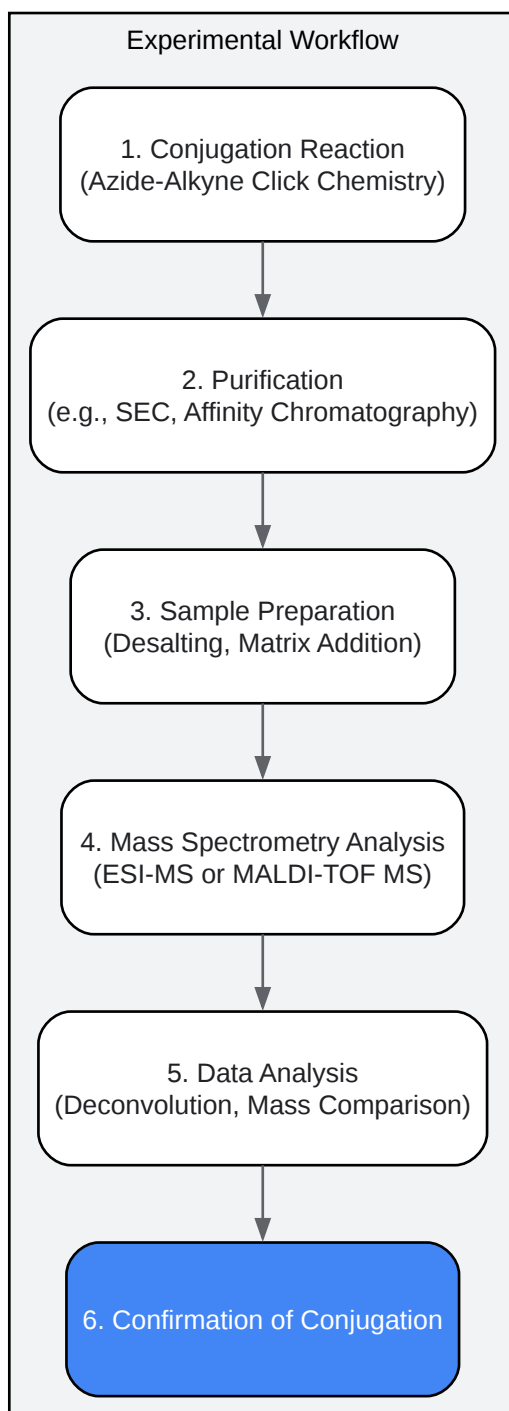 Experimental Workflow
1. Conjugation Reaction
(Azide-Alkyne Click Chemistry)
2. Purification
(e.g., SEC, Affinity Chromatography)
3. Sample Preparation
(Desalting, Matrix Addition)
4. Mass Spectrometry Analysis
(ESI-MS or MALDI-TOF MS)
5. Data Analysis
(Deconvolution, Mass Comparison)
6. Confirmation of Conjugation